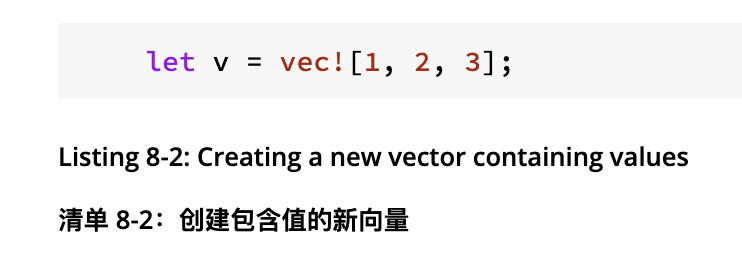 let v = vec![1, 2, 3];
Listing 8-2: Creating a new vector containing values
清单 8-2：创建包含值的新向量